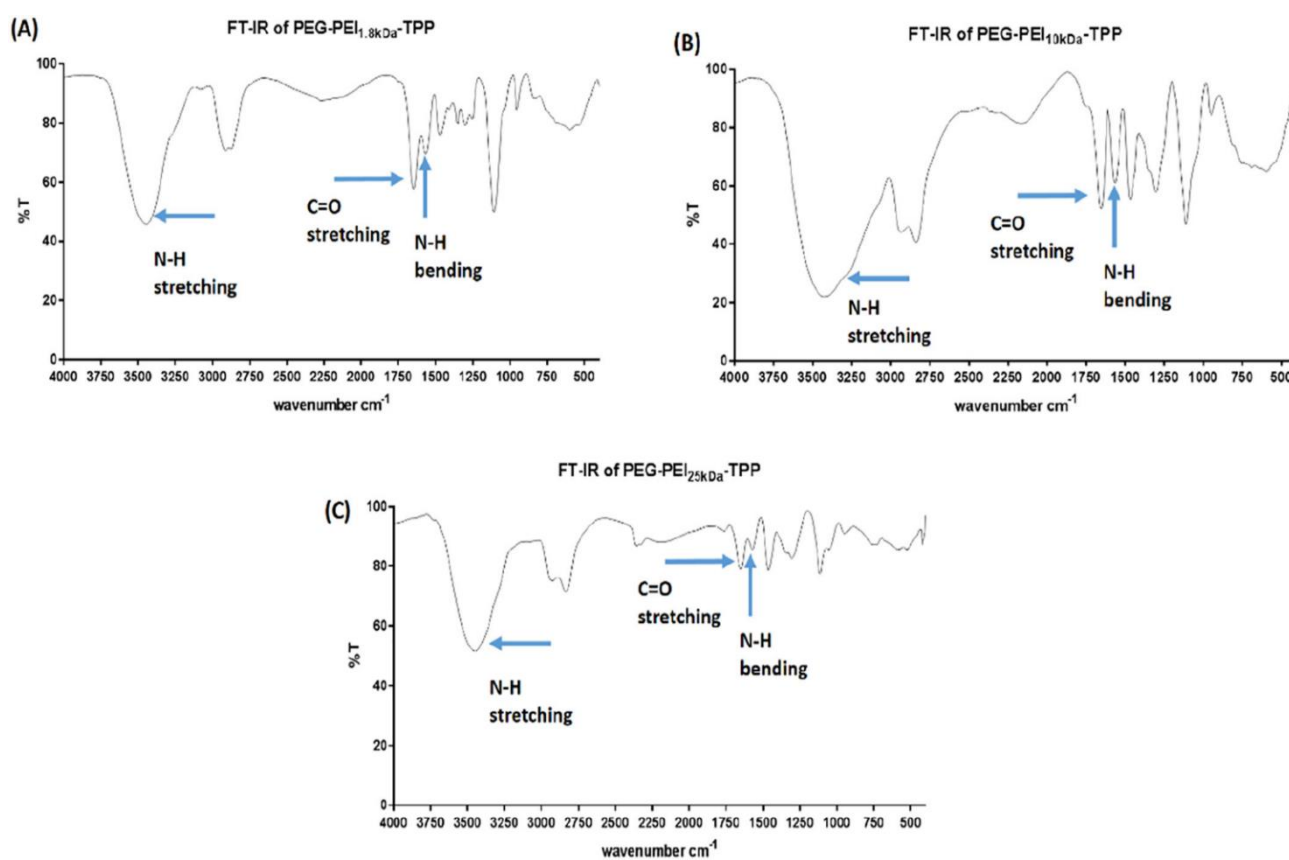 (A)
FT-IR of PEG-PEI1.8kDa-TPP
100
80
60
40
20
0
%T
4000 3750 3500 3250 3000 2750 2500 2250 2000 1750 1500 1250 1000 750 500
wavenumber cm-1
N-H
stretching
C=O
stretching
N-H
bending
(B)
FT-IR of PEG-PEI10kDa-TPP
100
80
60
40
20
0
%T
4000 3750 3500 3250 3000 2750 2500 2250 2000 1750 1500 1250 1000 750 500
wavenumber cm-1
N-H
stretching
C=O
stretching
N-H
bending
(C)
FT-IR of PEG-PEI25kDa-TPP
100
80
60
40
20
0
%T
4000 3750 3500 3250 3000 2750 2500 2250 2000 1750 1500 1250 1000 750 500
wavenumber cm-1
N-H
stretching
C=O
stretching
N-H
bending